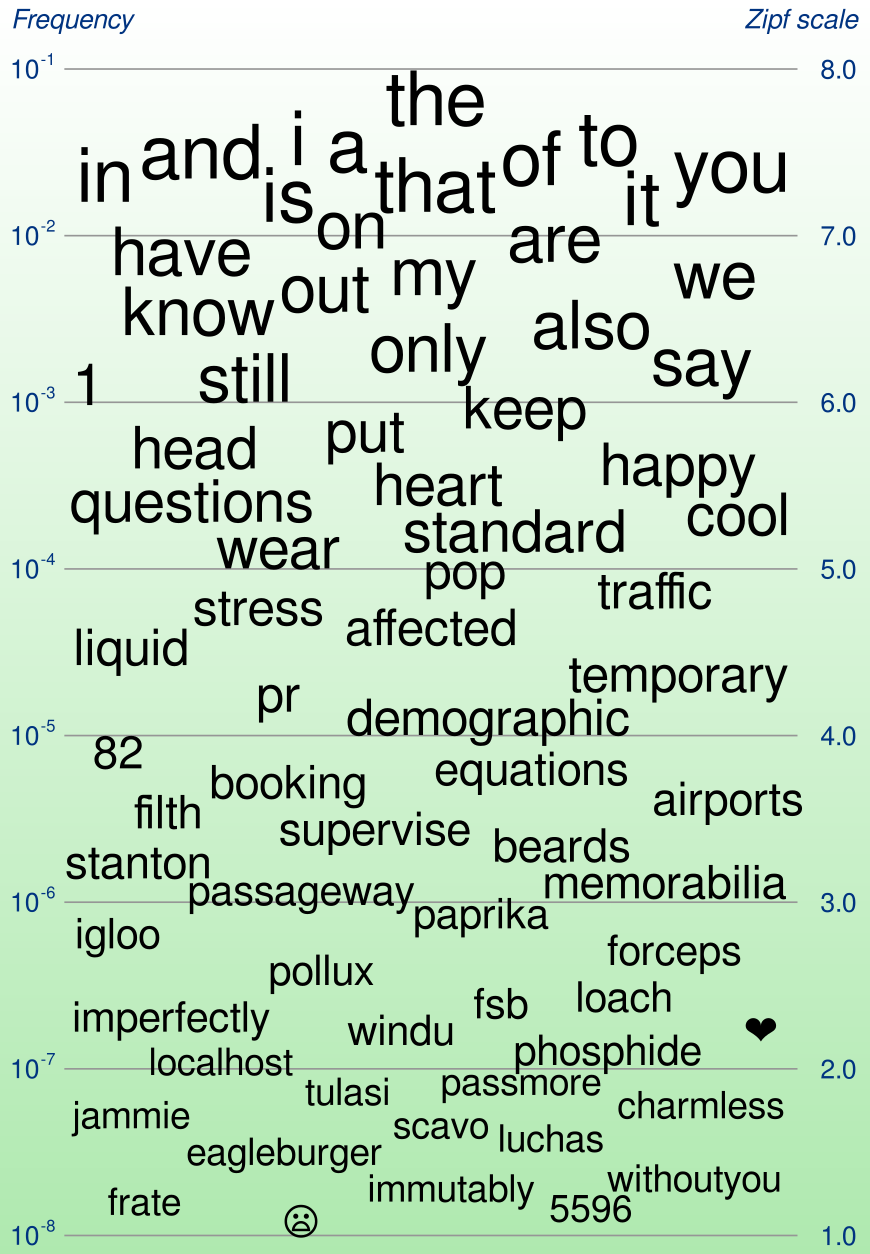 Frequency Zipf scale
10⁻¹ 8.0
the
in and i a of to you
is that it
on
10⁻² 7.0
have are
know out my we
only also
1 still say
10⁻³ 6.0
keep
head put happy
questions heart cool
wear standard
10⁻⁴ 5.0
pop
stress traffic
liquid affected
pr temporary
demographic
10⁻⁵ 4.0
82
booking equations
filth supervise airports
stanton beards
passageway memorabilia
10⁻⁶ 3.0
igloo paprika
pollux forceps
imperfectly fsb loach
windu ❤
localhost phosphide
10⁻⁷ 2.0
tulasi passmore
jammie scavo charmless
eagleburger luchas
immutably withoutyou
frate ☹ 5596
10⁻⁸ 1.0